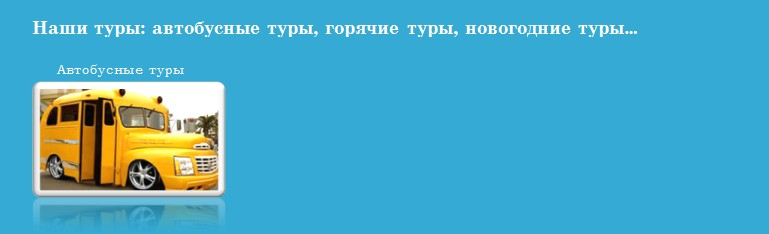 Наши туры: автобусные туры, горячие туры, новогодние туры...
Автобусные туры